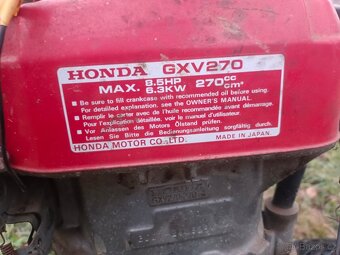 HONDA GXV270
MAX. 8.5HP 270cc
6.3KW cm³
● Be sure to fill crankcase with recommended oil before using.
For detailed explanation, see the OWNER'S MANUAL.
● Remplir le carter avec l'huile recommandée avant démarrage.
Pour l'explication détaillée, voir le manuel du conducteur.
● Vor Anlassen des Motors Ölstand prüfen.
Lesen Sie bitte die Bedienungsanleitung sorgfältig durch.
HONDA MOTOR CO., LTD. MADE IN JAPAN